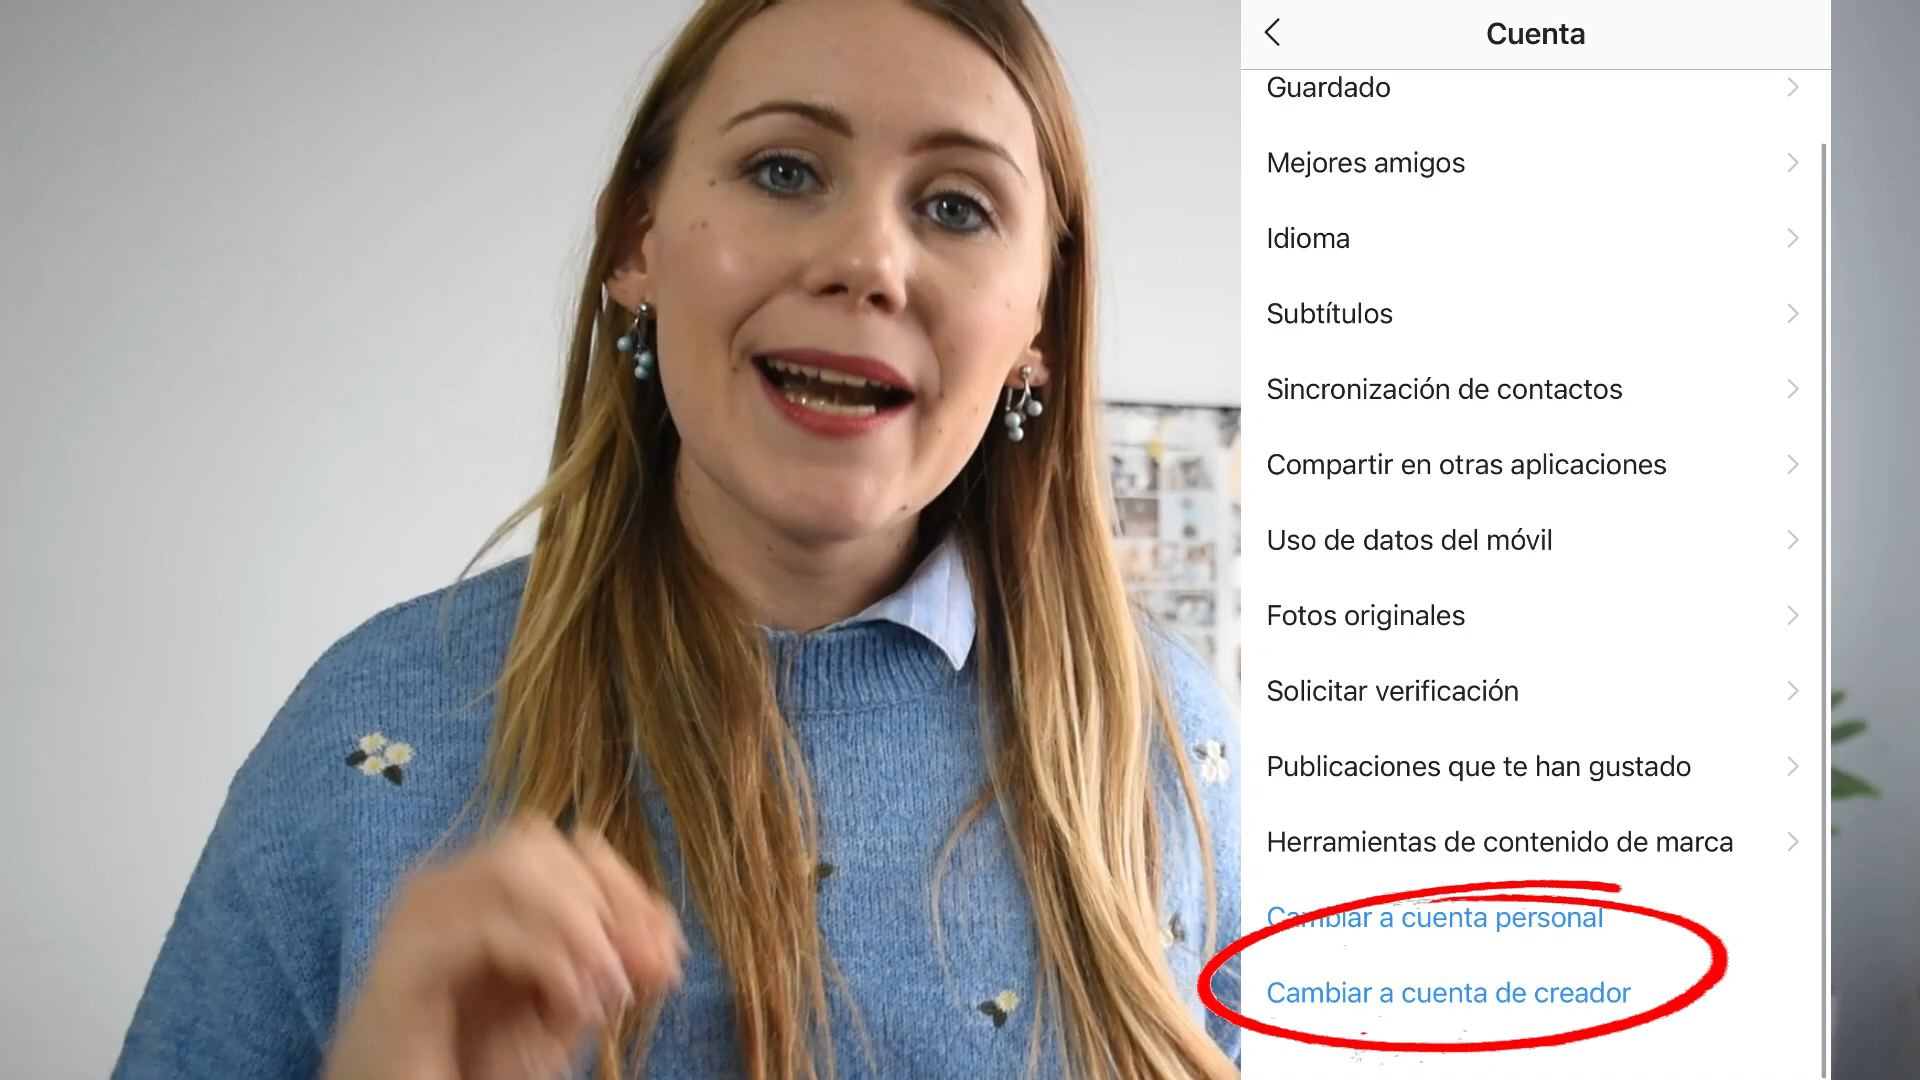 Cuenta
Guardado
Mejores amigos
Idioma
Subtítulos
Sincronización de contactos
Compartir en otras aplicaciones
Uso de datos del móvil
Fotos originales
Solicitar verificación
Publicaciones que te han gustado
Herramientas de contenido de marca
Cambiar a cuenta personal
Cambiar a cuenta de creador